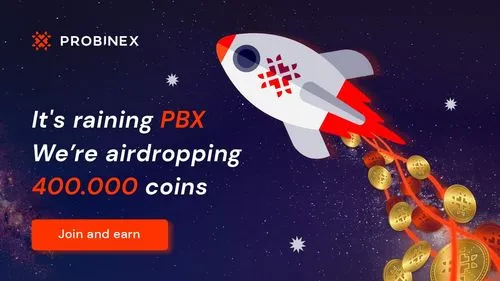 PROBINEX
It's raining PBX
We're airdropping
400.000 coins
Join and earn